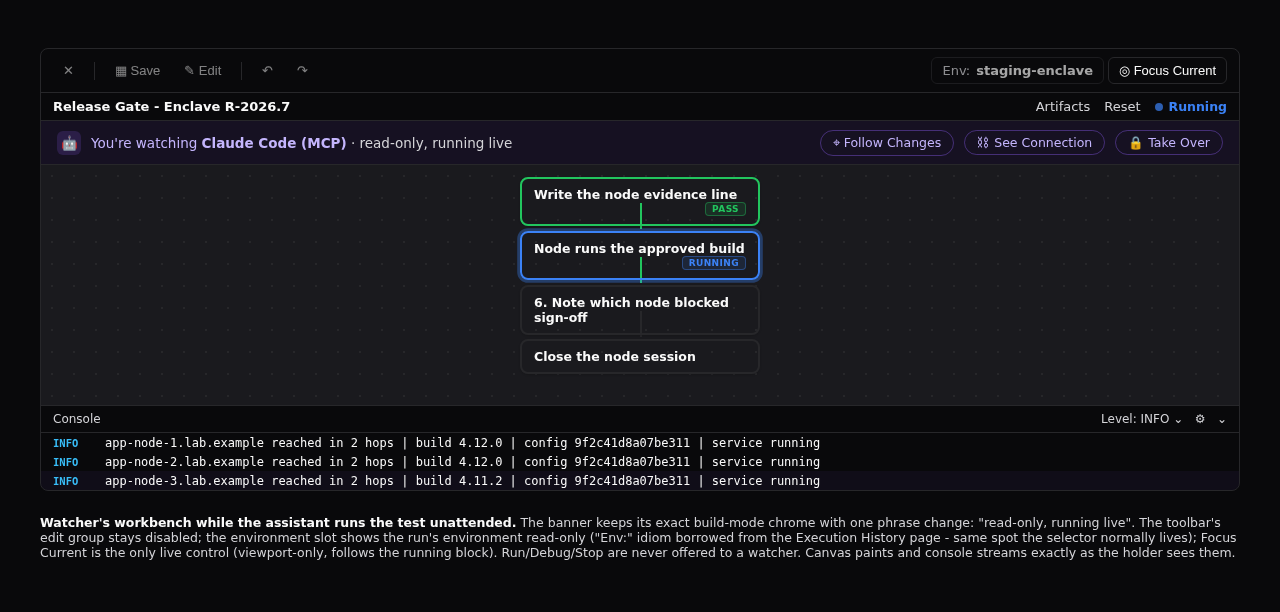 ✕ ▦ Save ✎ Edit ↶ ↷ Env: staging-enclave ◎ Focus Current
Release Gate - Enclave R-2026.7 Artifacts Reset Running
You're watching Claude Code (MCP) · read-only, running live Follow Changes See Connection Take Over
Write the node evidence line
PASS
Node runs the approved build
RUNNING
6. Note which node blocked
sign-off
Close the node session
Console Level: INFO
INFO app-node-1.lab.example reached in 2 hops | build 4.12.0 | config 9f2c41d8a07be311 | service running
INFO app-node-2.lab.example reached in 2 hops | build 4.12.0 | config 9f2c41d8a07be311 | service running
INFO app-node-3.lab.example reached in 2 hops | build 4.11.2 | config 9f2c41d8a07be311 | service running
Watcher's workbench while the assistant runs the test unattended. The banner keeps its exact build-mode chrome with one phrase change: "read-only, running live". The toolbar's
edit group stays disabled; the environment slot shows the run's environment read-only ("Env:" idiom borrowed from the Execution History page - same spot the selector normally lives); Focus
Current is the only live control (viewport-only, follows the running block). Run/Debug/Stop are never offered to a watcher. Canvas paints and console streams exactly as the holder sees them.